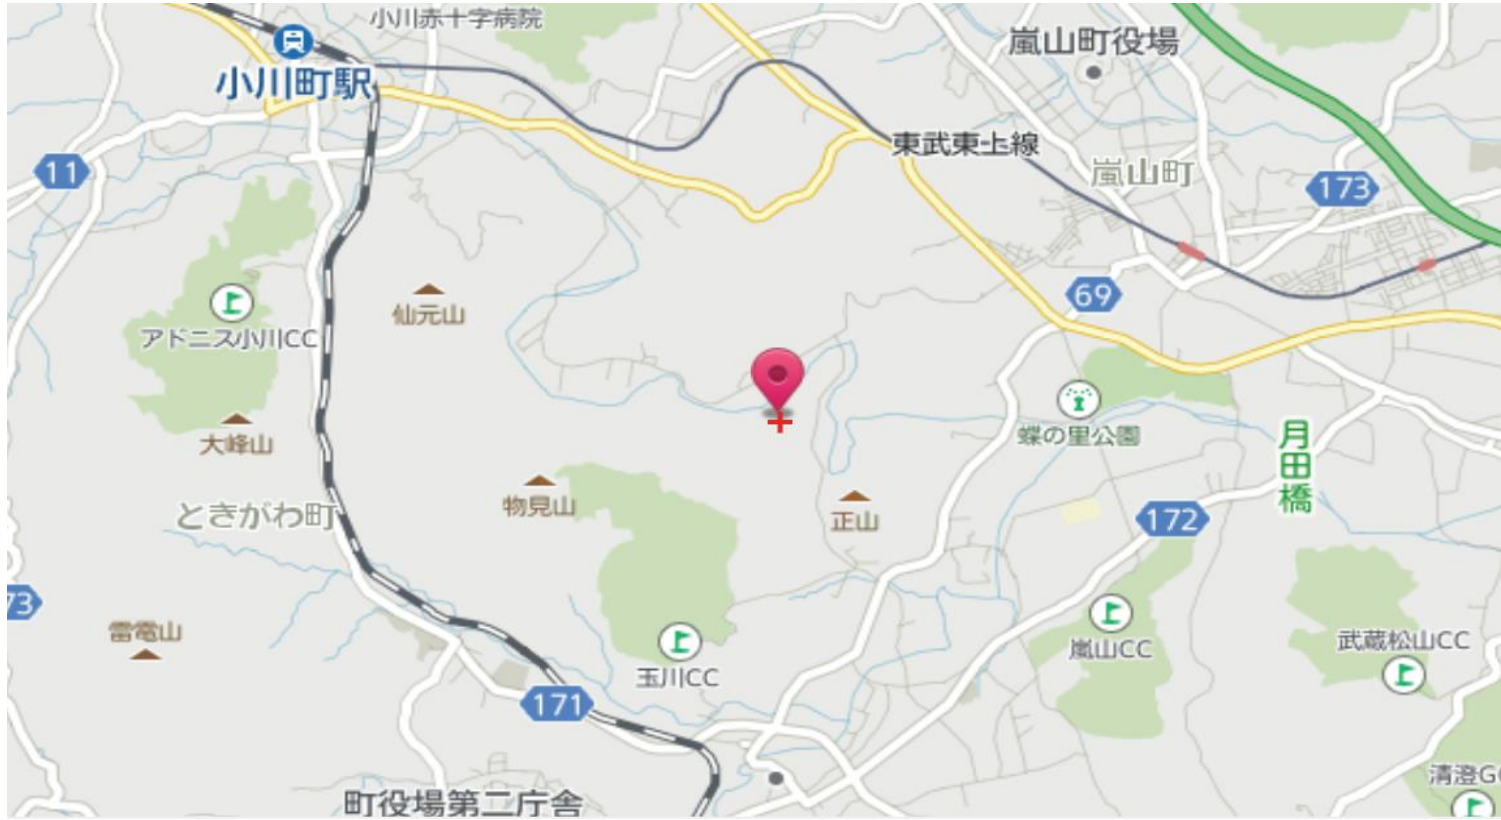 小川赤十字病院
小川町駅
嵐山町役場
東武東上線
嵐山町
11
173
仙元山
69
アドニス小川CC
大峰山
蝶の里公園
月田橋
物見山
正山
ときがわ町
172
73
雷電山
嵐山CC
武蔵松山CC
玉川CC
171
清澄G
町役場第二庁舎